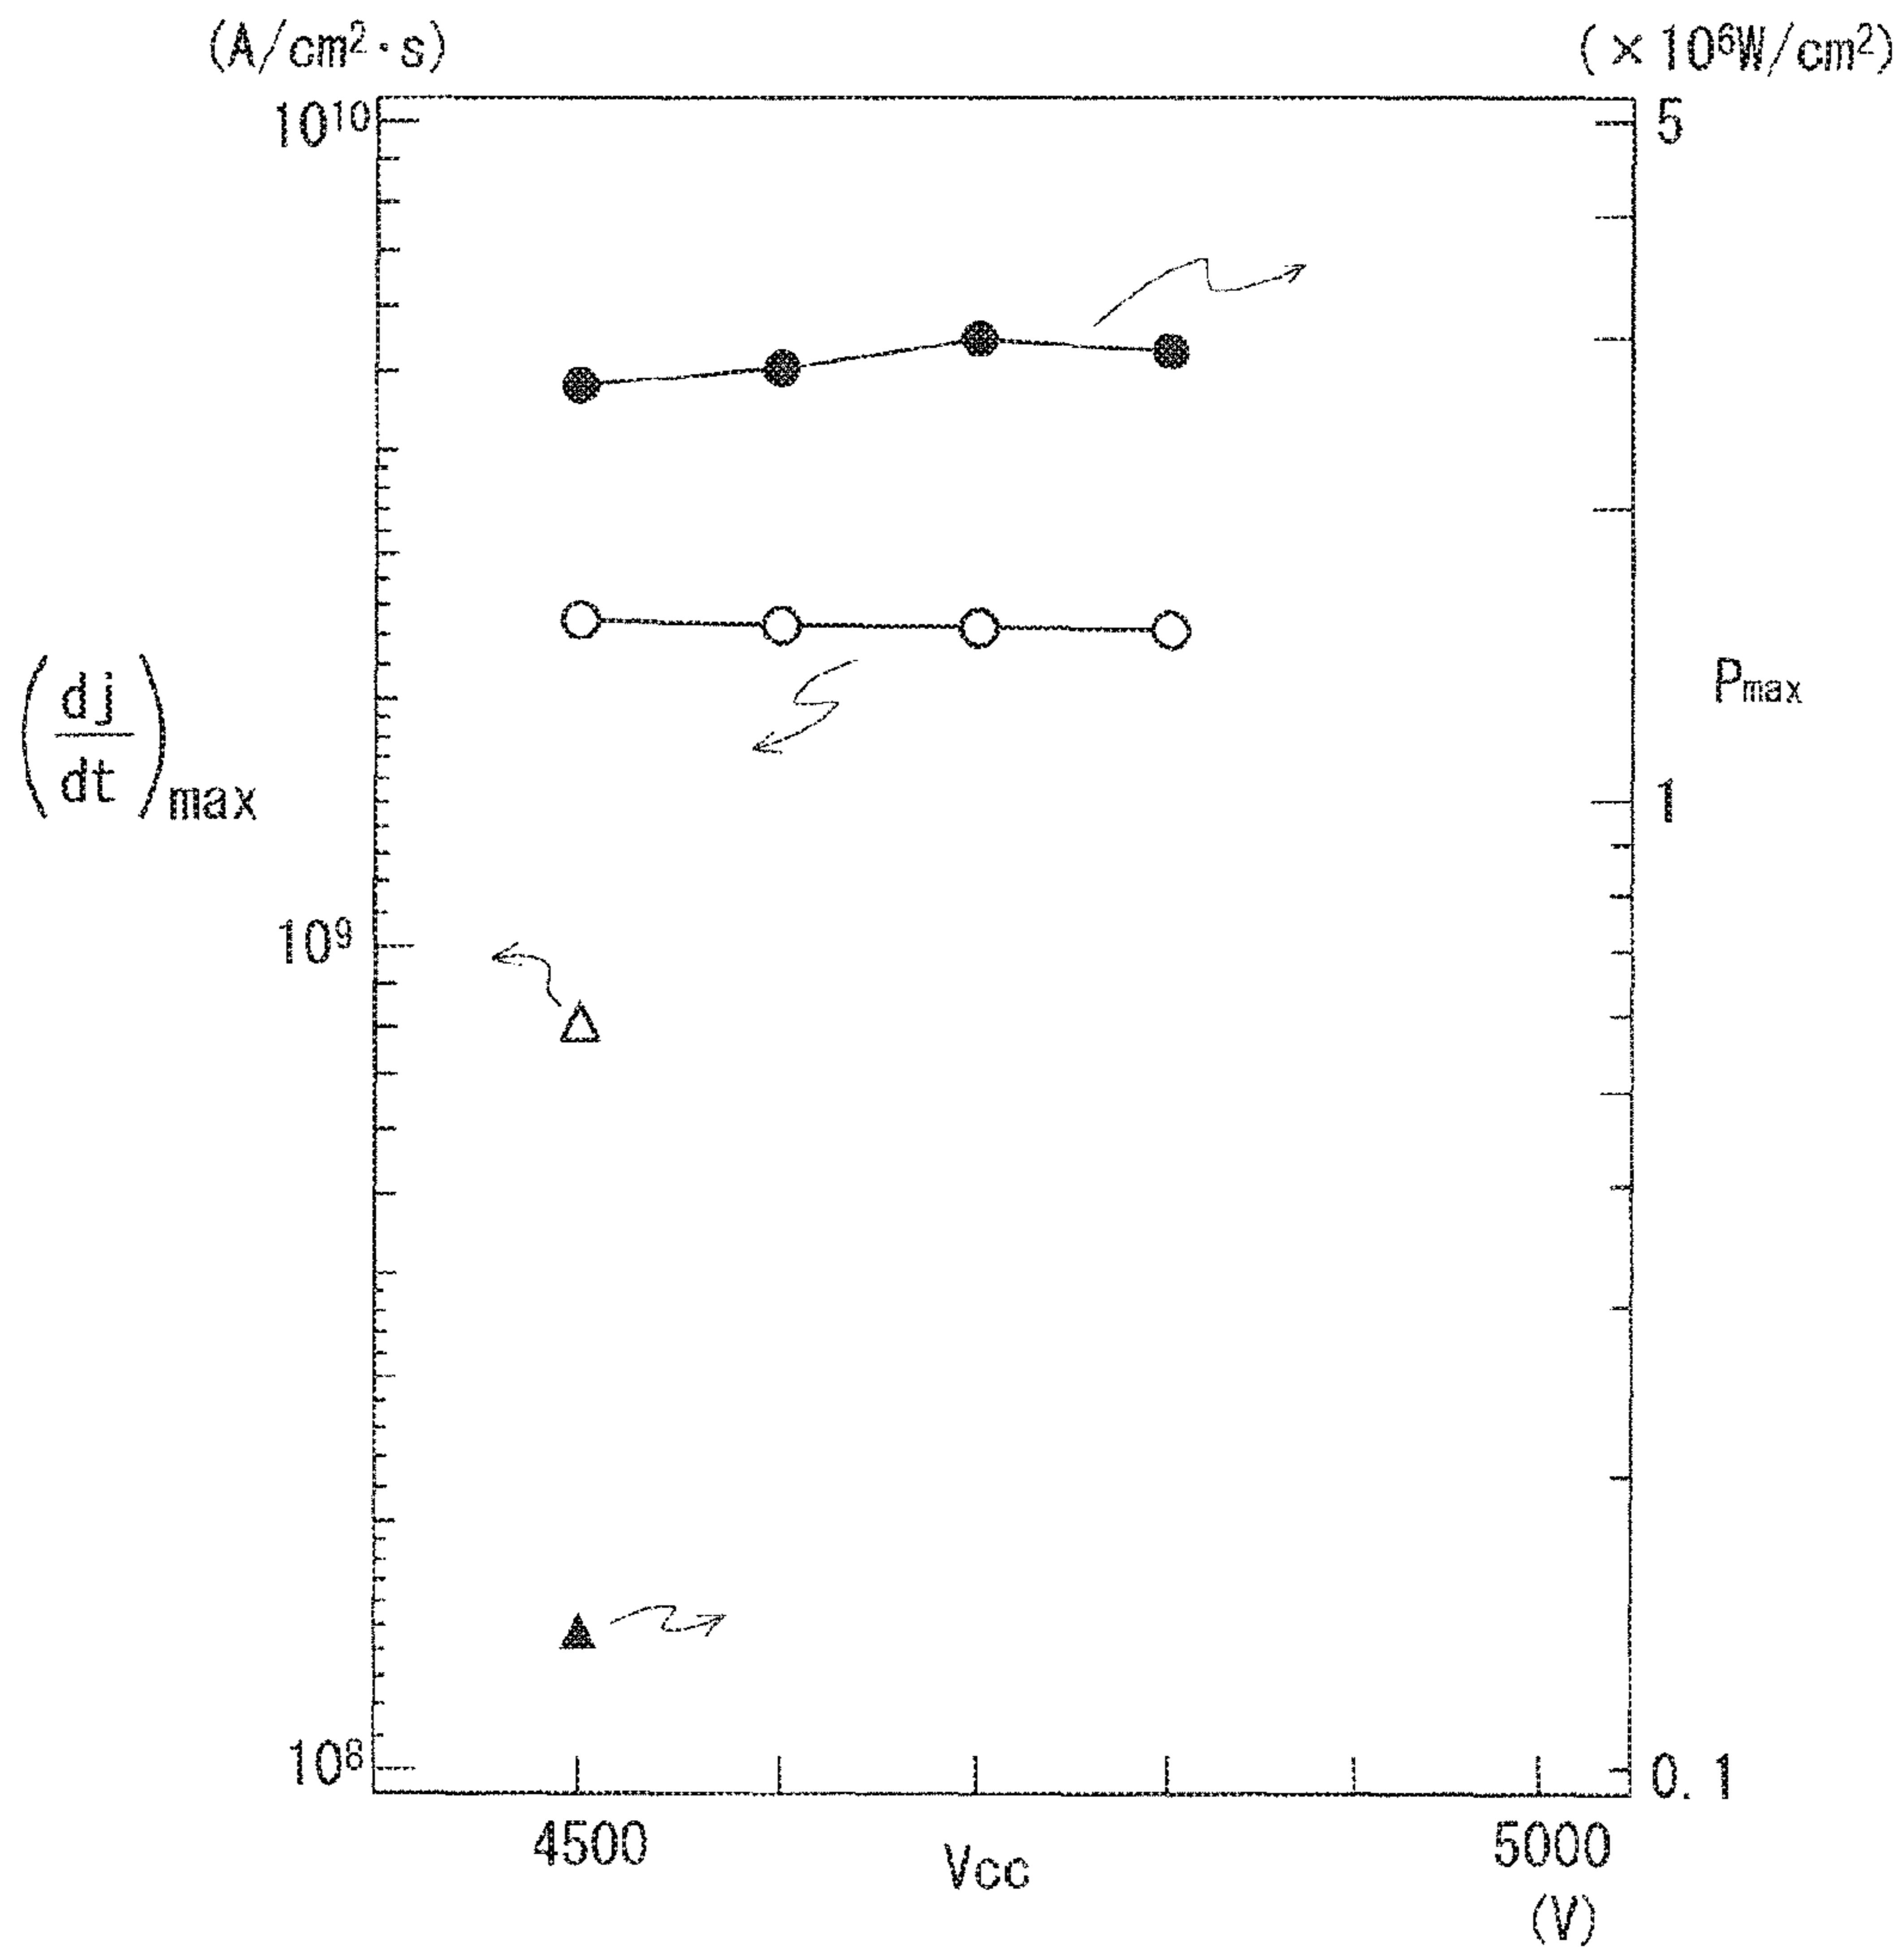 (A/cm²·s)
(×10⁶W/cm²)
10¹⁰
5
(dj/dt)max
Pmax
1
10⁹
10⁸
0.1
4500
Vcc
5000
(V)